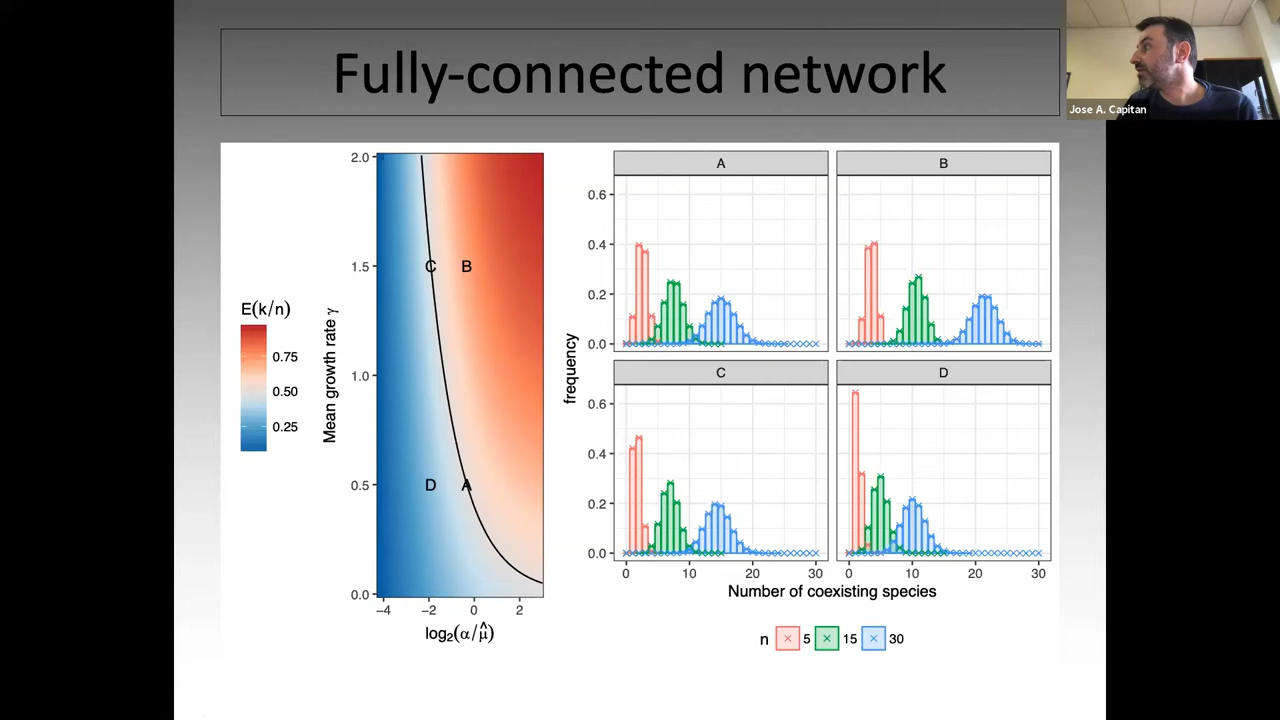 Fully-connected network
Jose A. Capitan
E(k/n)
0.75
0.50
0.25
Mean growth rate γ
2.0
1.5
1.0
0.5
0.0
C
B
D
A
−4 −2 0 2
log₂(α/μ̂)
frequency
A
B
0.6
0.4
0.2
0.0
C
D
0.6
0.4
0.2
0.0
0 10 20 30 0 10 20 30
Number of coexisting species
n 5 15 30